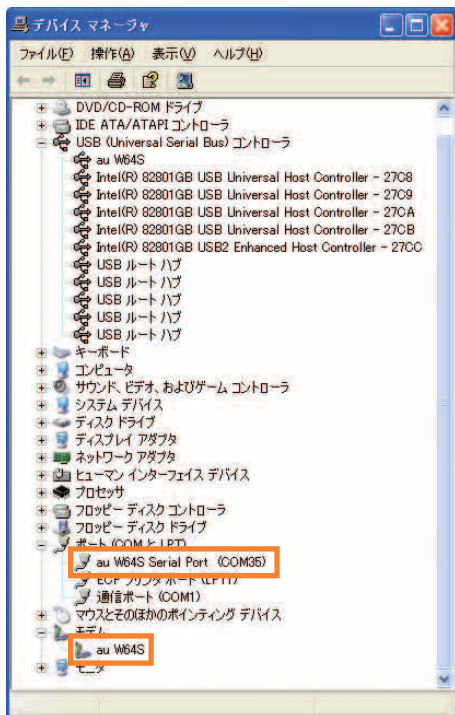 デバイス マネージャ
ファイル(F) 操作(A) 表示(V) ヘルプ(H)
DVD/CD-ROM ドライブ
IDE ATA/ATAPI コントローラ
USB (Universal Serial Bus) コントローラ
au W64S
Intel(R) 82801GB USB Universal Host Controller - 27C8
Intel(R) 82801GB USB Universal Host Controller - 27C9
Intel(R) 82801GB USB Universal Host Controller - 27CA
Intel(R) 82801GB USB Universal Host Controller - 27CB
Intel(R) 82801GB USB2 Enhanced Host Controller - 27CC
USB ルート ハブ
USB ルート ハブ
USB ルート ハブ
USB ルート ハブ
USB ルート ハブ
キーボード
コンピュータ
サウンド、ビデオ、およびゲーム コントローラ
システム デバイス
ディスク ドライブ
ディスプレイ アダプタ
ネットワーク アダプタ
ヒューマン インターフェイス デバイス
プロセッサ
フロッピー ディスク コントローラ
フロッピー ディスク ドライブ
ポート (COM と LPT)
au W64S Serial Port (COM35)
ECP プリンタ ポート (LPT1)
通信ポート (COM1)
マウスとそのほかのポインティング デバイス
モデム
au W64S
モニタ